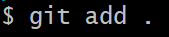 $ git add .